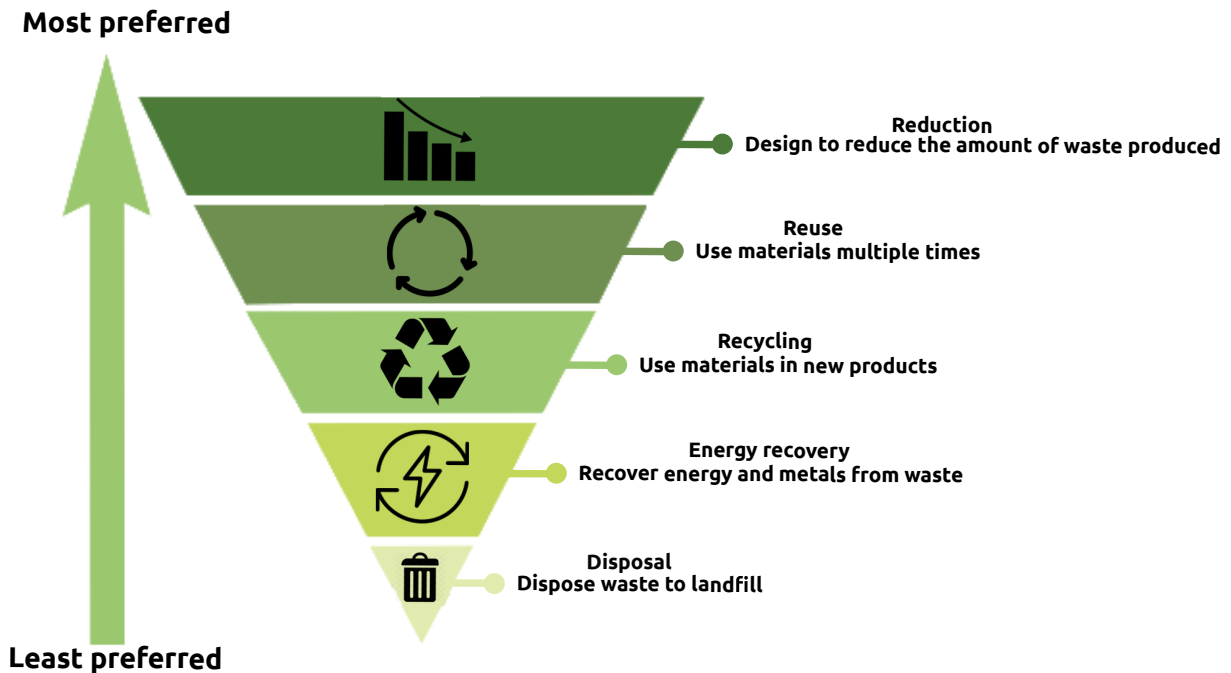 Most preferred
Reduction
Design to reduce the amount of waste produced
Reuse
Use materials multiple times
Recycling
Use materials in new products
Energy recovery
Recover energy and metals from waste
Disposal
Dispose waste to landfill
Least preferred